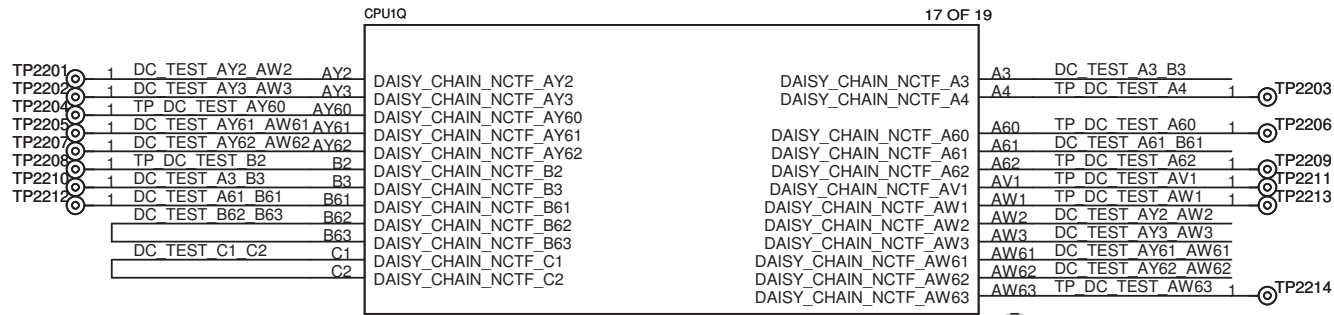 CPU1Q 17 OF 19
TP2201 1 DC_TEST_AY2_AW2 AY2 DAISY_CHAIN_NCTF_AY2 DAISY_CHAIN_NCTF_A3 A3 DC_TEST_A3_B3
TP2202 1 DC_TEST_AY3_AW3 AY3 DAISY_CHAIN_NCTF_AY3 DAISY_CHAIN_NCTF_A4 A4 TP_DC_TEST_A4 1 TP2203
TP2204 1 TP_DC_TEST_AY60 AY60 DAISY_CHAIN_NCTF_AY60
TP2205 1 DC_TEST_AY61_AW61 AY61 DAISY_CHAIN_NCTF_AY61 DAISY_CHAIN_NCTF_A60 A60 TP_DC_TEST_A60 1 TP2206
TP2207 1 DC_TEST_AY62_AW62 AY62 DAISY_CHAIN_NCTF_AY62 DAISY_CHAIN_NCTF_A61 A61 DC_TEST_A61_B61
TP2208 1 TP_DC_TEST_B2 B2 DAISY_CHAIN_NCTF_B2 DAISY_CHAIN_NCTF_A62 A62 TP_DC_TEST_A62 1 TP2209
TP2210 1 DC_TEST_A3_B3 B3 DAISY_CHAIN_NCTF_B3 DAISY_CHAIN_NCTF_AV1 AV1 TP_DC_TEST_AV1 1 TP2211
TP2212 1 DC_TEST_A61_B61 B61 DAISY_CHAIN_NCTF_B61 DAISY_CHAIN_NCTF_AW1 AW1 TP_DC_TEST_AW1 1 TP2213
DC_TEST_B62_B63 B62 DAISY_CHAIN_NCTF_B62 DAISY_CHAIN_NCTF_AW2 AW2 DC_TEST_AY2_AW2
B63 DAISY_CHAIN_NCTF_B63 DAISY_CHAIN_NCTF_AW3 AW3 DC_TEST_AY3_AW3
DC_TEST_C1_C2 C1 DAISY_CHAIN_NCTF_C1 DAISY_CHAIN_NCTF_AW61 AW61 DC_TEST_AY61_AW61
C2 DAISY_CHAIN_NCTF_C2 DAISY_CHAIN_NCTF_AW62 AW62 DC_TEST_AY62_AW62
DAISY_CHAIN_NCTF_AW63 AW63 TP_DC_TEST_AW63 1 TP2214